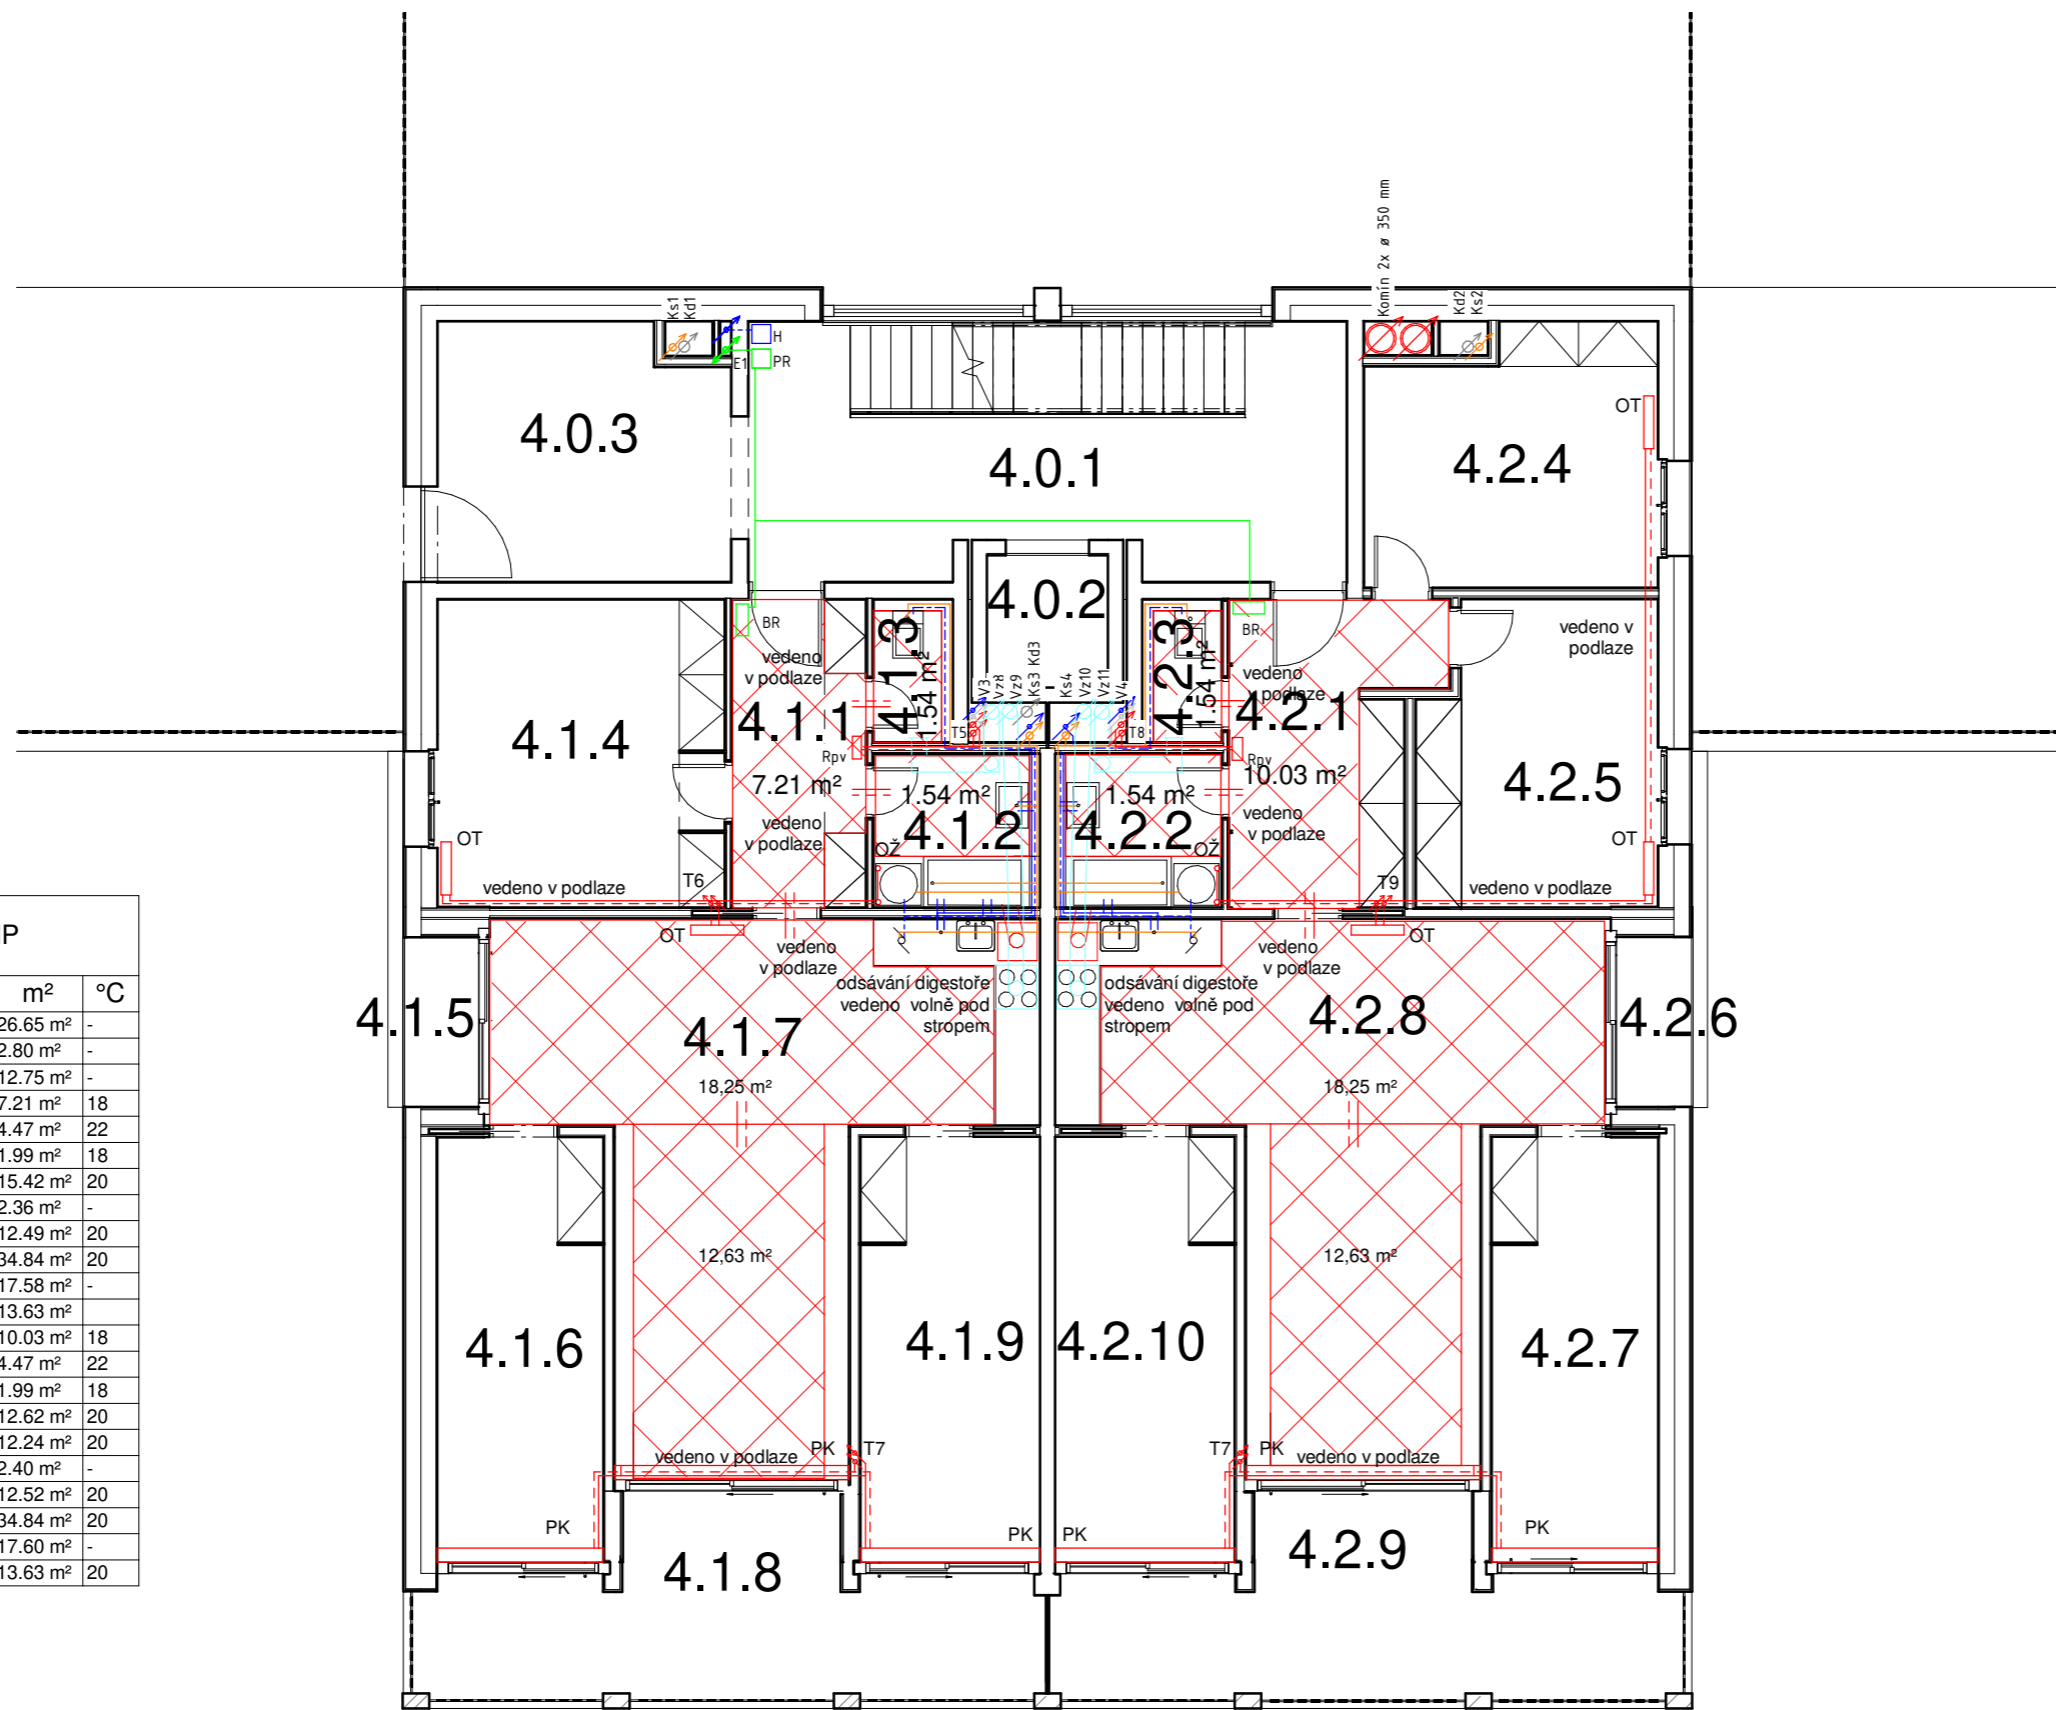 Komín 2x ø 350 mm
Ks1
Kd1
Kd2
Ks2
H
PR
E1
OT
4.0.3
4.0.1
4.2.4
4.0.2
4.1.3
1.54 m²
4.2.3
1.54 m²
BR
vedeno
v podlaze
BR
vedeno
v podlaze
vedeno v
podlaze
V3
Vz8
Vz9
Ks3 Kd3
Ks4
Vz10
Vz11
V4
T5
T8
4.1.4
4.1.1
4.2.1
4.2.5
Rpv
Rpv
7.21 m²
10.03 m²
1.54 m²
1.54 m²
4.1.2
4.2.2
vedeno
v podlaze
vedeno
v podlaze
OT
OŽ
OŽ
OT
vedeno v podlaze
T6
T9
vedeno v podlaze
OT
vedeno
v podlaze
vedeno
v podlaze
OT
odsávání digestoře
vedeno volně pod
stropem
odsávání digestoře
vedeno volně pod
stropem
4.1.5
4.1.7
4.2.8
4.2.6
18,25 m²
18,25 m²
12,63 m²
12,63 m²
4.1.6
4.1.9
4.2.10
4.2.7
vedeno v podlaze
PK
T7
T7
PK
vedeno v podlaze
PK
PK
PK
PK
4.1.8
4.2.9
IP
m² °C
26.65 m² -
2.80 m² -
12.75 m² -
7.21 m² 18
4.47 m² 22
1.99 m² 18
15.42 m² 20
2.36 m² -
12.49 m² 20
34.84 m² 20
17.58 m² -
13.63 m²
10.03 m² 18
4.47 m² 22
1.99 m² 18
12.62 m² 20
12.24 m² 20
2.40 m² -
12.52 m² 20
34.84 m² 20
17.60 m² -
13.63 m² 20